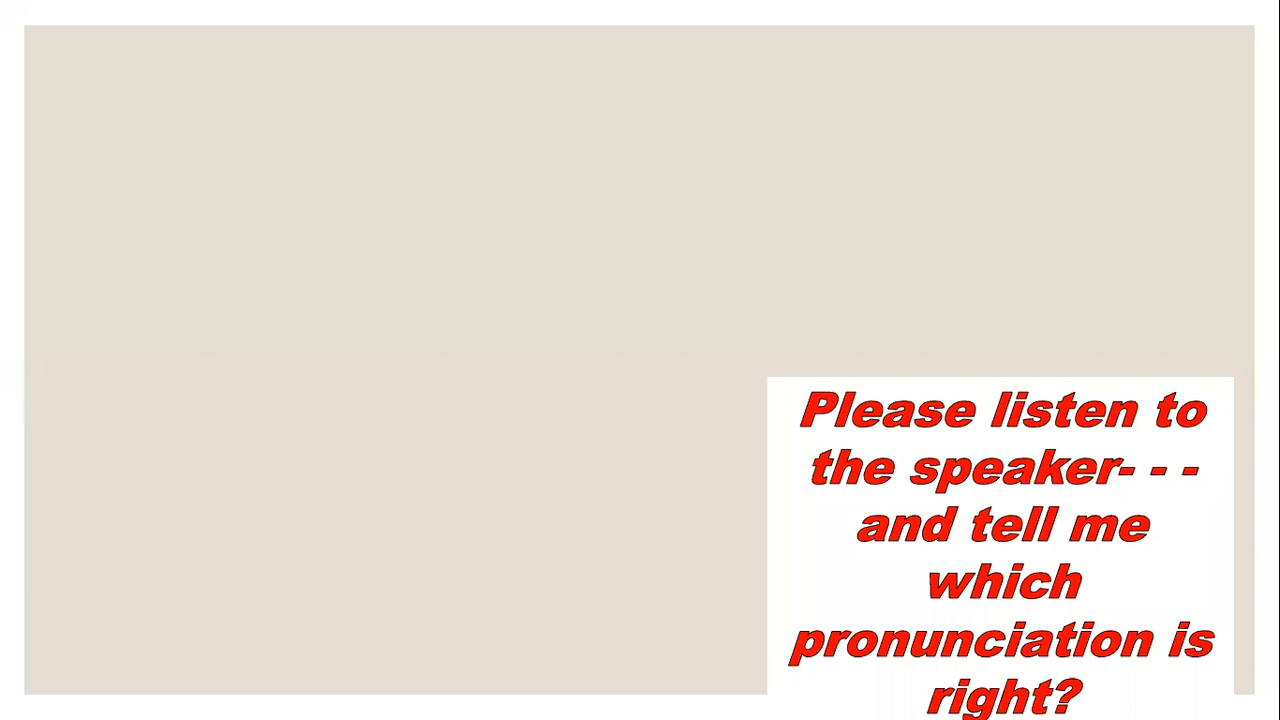 Please listen to
the speaker- - -
and tell me
which
pronunciation is
right?